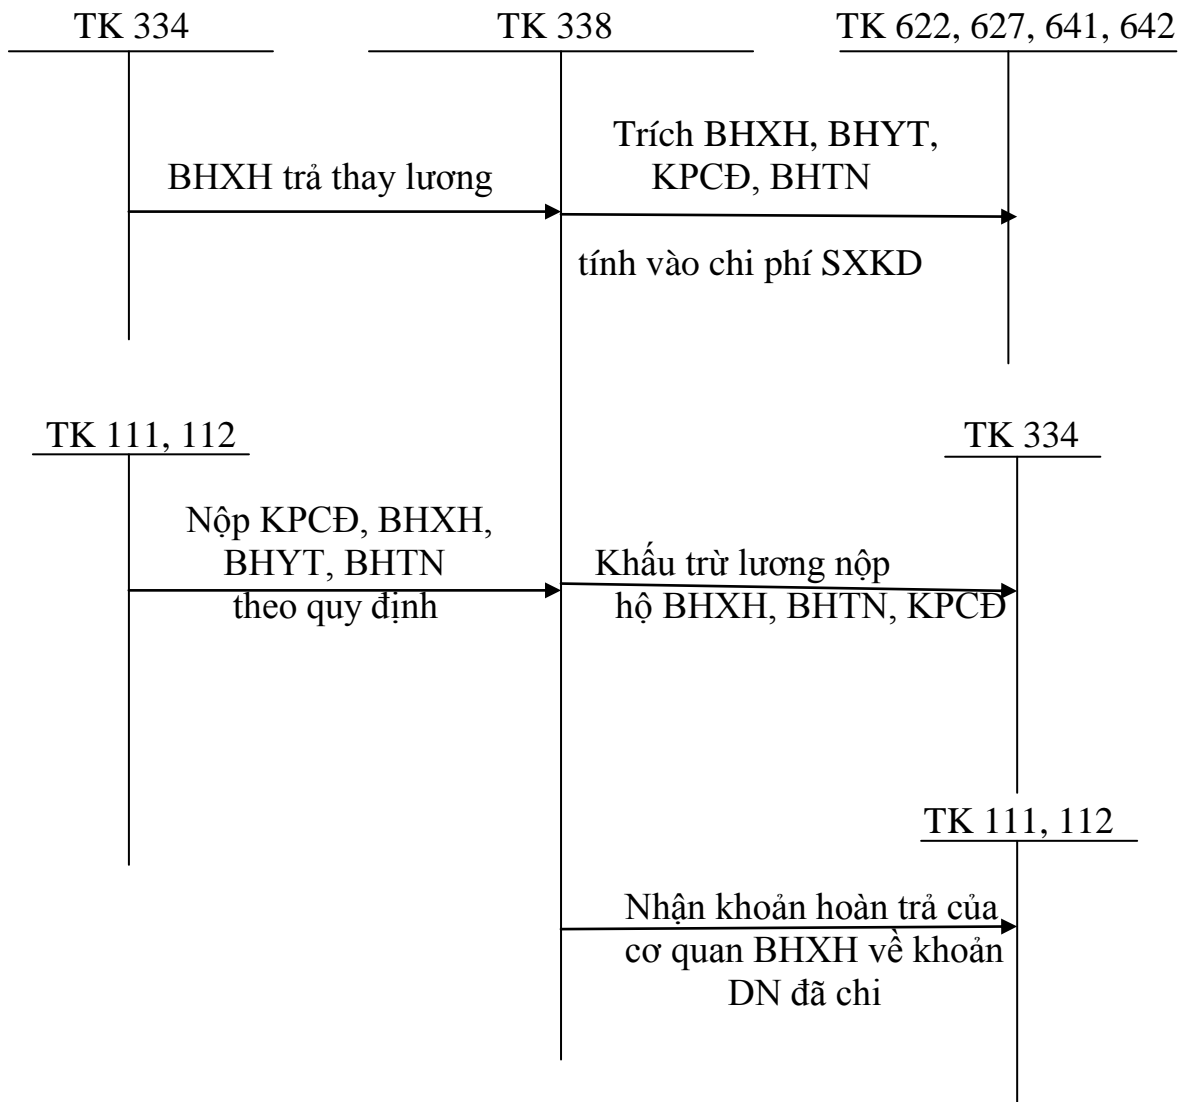 TK 334
TK 338
TK 622, 627, 641, 642
BHXH trả thay lương
Trích BHXH, BHYT,
KPCĐ, BHTN
tính vào chi phí SXKD
TK 111, 112
TK 334
Nộp KPCĐ, BHXH,
BHYT, BHTN
theo quy định
Khấu trừ lương nộp
hộ BHXH, BHTN, KPCĐ
TK 111, 112
Nhận khoản hoàn trả của
cơ quan BHXH về khoản
DN đã chi